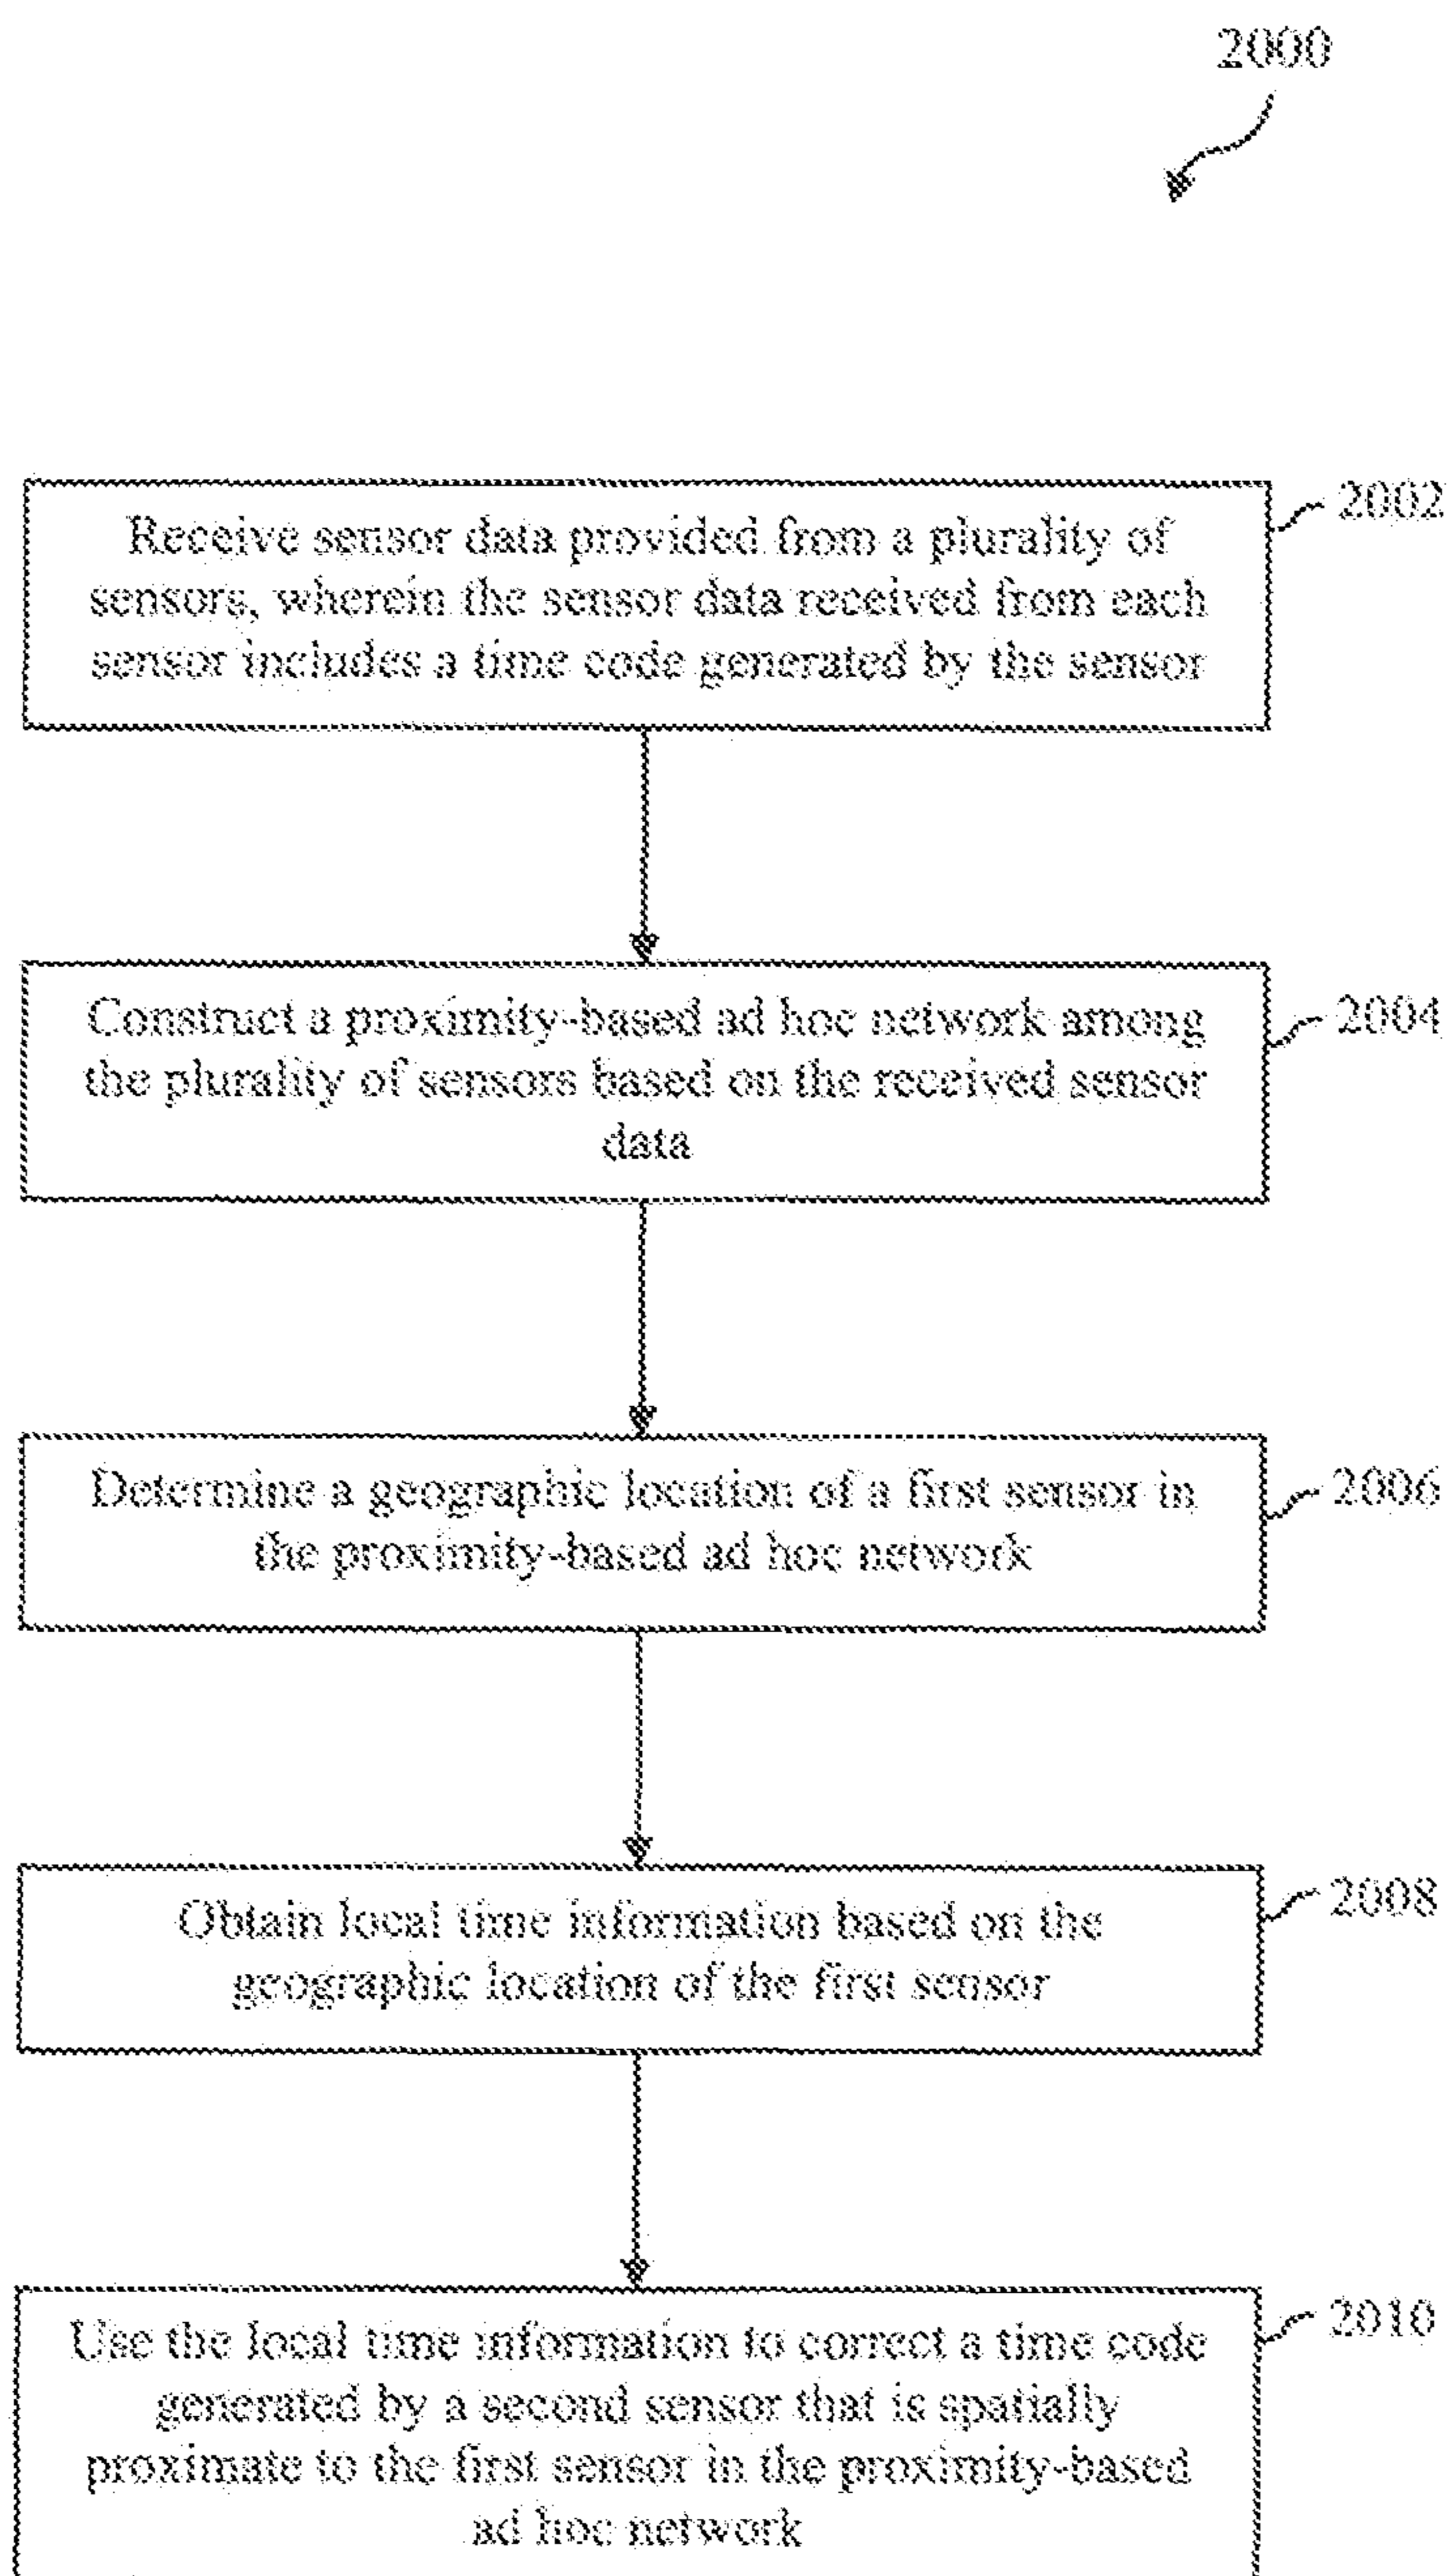 2000
Receive sensor data provided from a plurality of
sensors, wherein the sensor data received from each
sensor includes a time code generated by the sensor
2002
Construct a proximity-based ad hoc network among
the plurality of sensors based on the received sensor
data
2004
Determine a geographic location of a first sensor in
the proximity-based ad hoc network
2006
Obtain local time information based on the
geographic location of the first sensor
2008
Use the local time information to correct a time code
generated by a second sensor that is spatially
proximate to the first sensor in the proximity-based
ad hoc network
2010